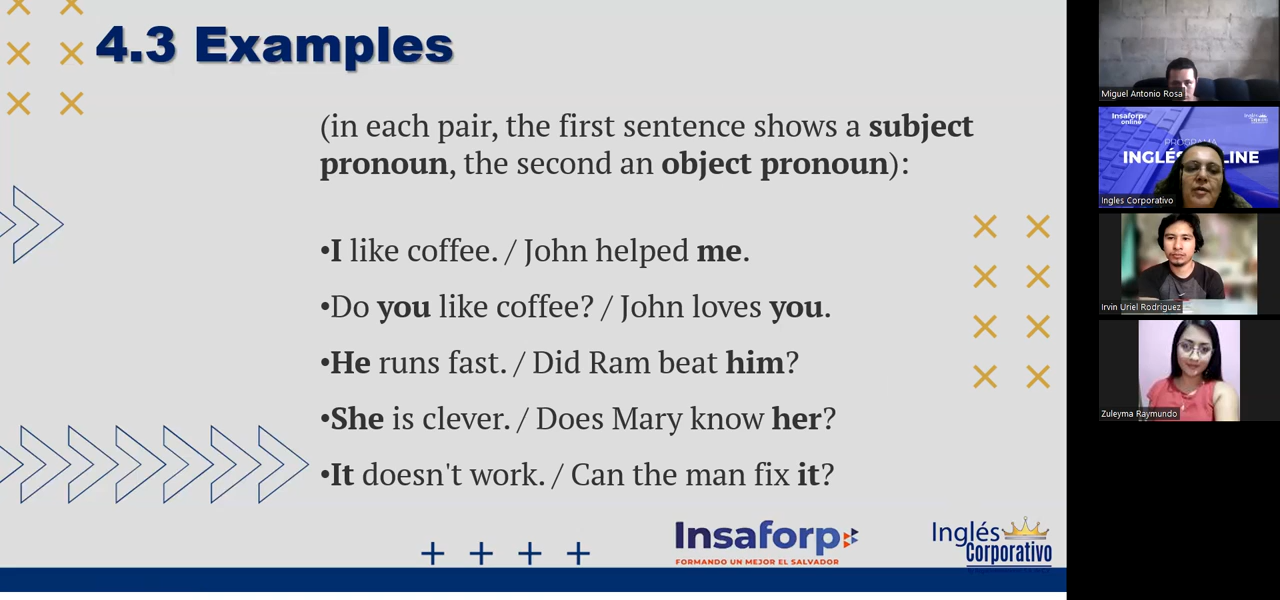 4.3 Examples
(in each pair, the first sentence shows a subject
pronoun, the second an object pronoun):
•I like coffee. / John helped me.
•Do you like coffee? / John loves you.
•He runs fast. / Did Ram beat him?
•She is clever. / Does Mary know her?
•It doesn't work. / Can the man fix it?
Insaforp
FORMANDO UN MEJOR EL SALVADOR
Inglés
Corporativo
Miguel Antonio Rosa
Insaforp
online
PROGRAMA
Ingles Corporativo
Irvin Uriel Rodriguez
Zuleyma Raymundo